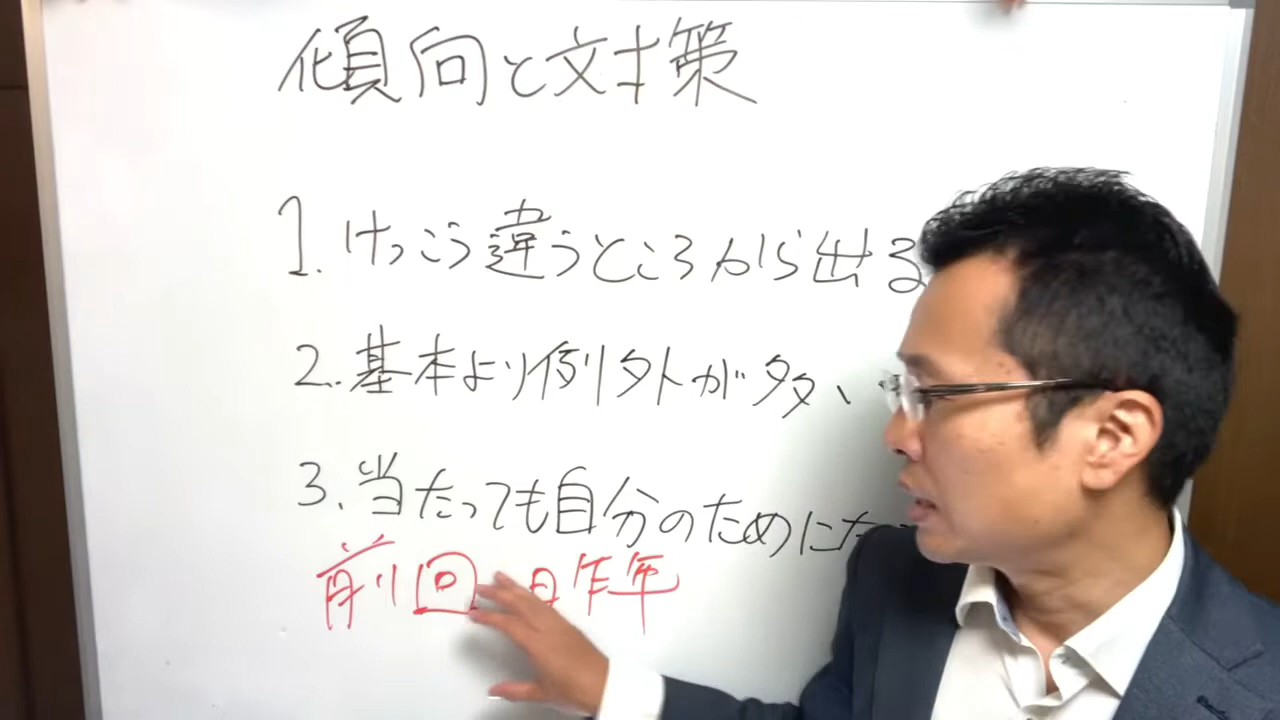 傾向と対策
1. けっこう違うところから出る
2. 基本より例外が多い
3. 当たっても自分のためにな
前回 昨年